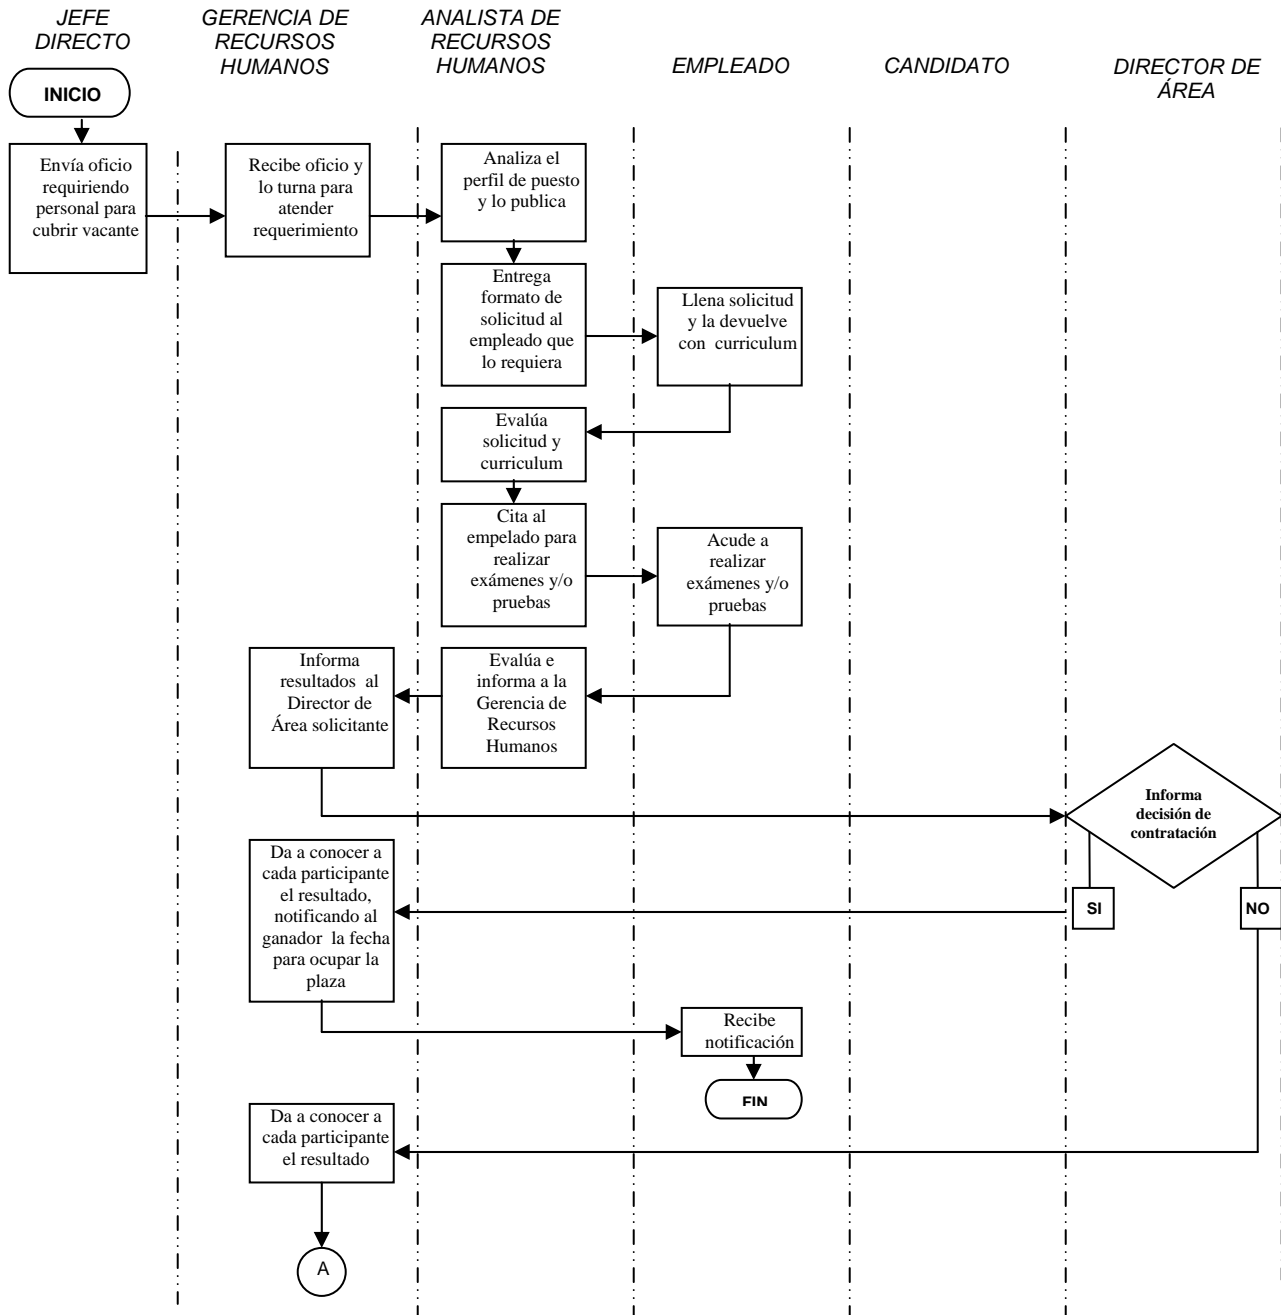 JEFE
DIRECTO
GERENCIA DE
RECURSOS
HUMANOS
ANALISTA DE
RECURSOS
HUMANOS
EMPLEADO
CANDIDATO
DIRECTOR DE
ÁREA
INICIO
Envía oficio
requiriendo
personal para
cubrir vacante
Recibe oficio y
lo turna para
atender
requerimiento
Analiza el
perfil de puesto
y lo publica
Entrega
formato de
solicitud al
empleado que
lo requiera
Llena solicitud
y la devuelve
con curriculum
Evalúa
solicitud y
curriculum
Cita al
empelado para
realizar
exámenes y/o
pruebas
Acude a
realizar
exámenes y/o
pruebas
Evalúa e
informa a la
Gerencia de
Recursos
Humanos
Informa
resultados al
Director de
Área solicitante
Informa
decisión de
contratación
SI
NO
Da a conocer a
cada participante
el resultado,
notificando al
ganador la fecha
para ocupar la
plaza
Recibe
notificación
FIN
Da a conocer a
cada participante
el resultado
A